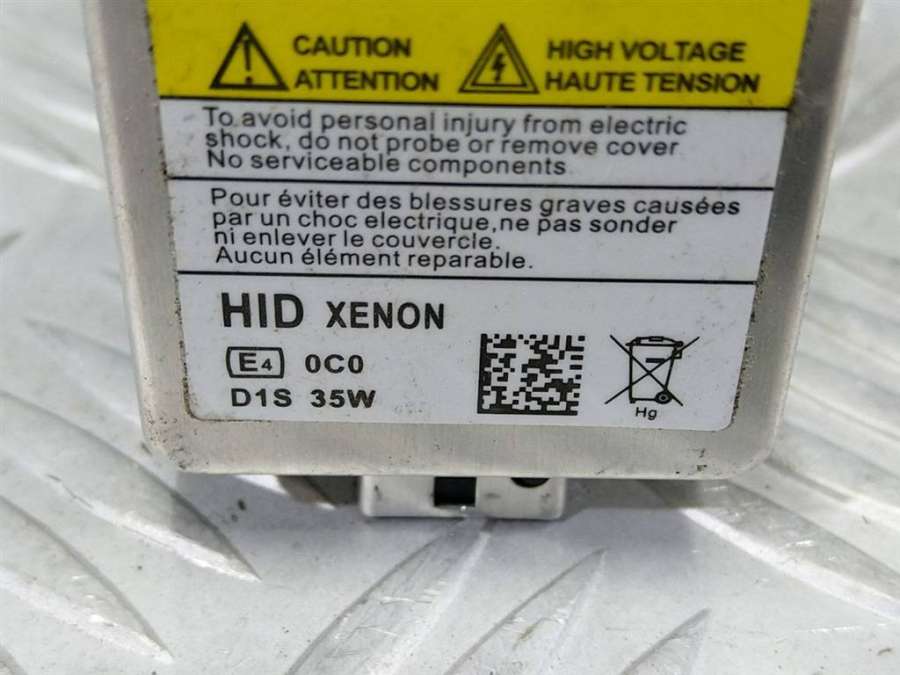 CAUTION
ATTENTION
HIGH VOLTAGE
HAUTE TENSION
To avoid personal injury from electric
shock, do not probe or remove cover
No serviceable components
Pour éviter des blessures graves causées
par un choc electrique,ne pas sonder
ni enlever le couvercle.
Aucun élément reparable.
HID XENON
E4 0C0
D1S 35W
Hg